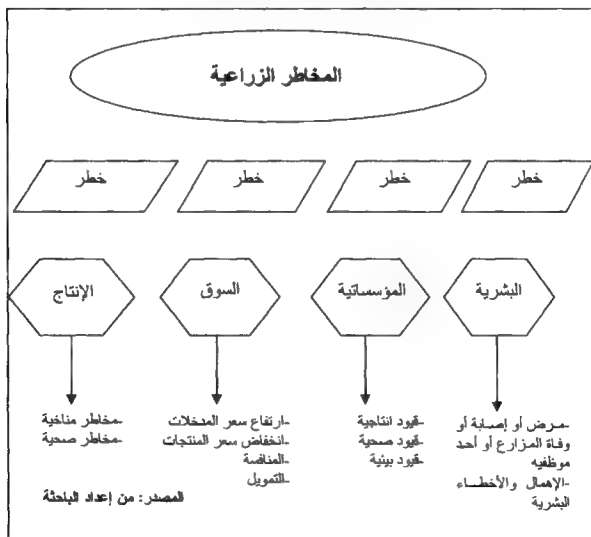 المخاطر الزراعية
خطر
خطر
خطر
خطر
البشرية
المؤسساتية
السوق
الإنتاج
-مرض أو إصابة أو
وفاة المزارع أو أحد
موظفيه
-الإهمال والأخطاء
البشرية
-قيود انتاجية
-قيود صحية
-قيود بيئية
-ارتفاع سعر المدخلات
-انخفاض سعر المنتجات
-المنافسة
-التمويل
-مخاطر مناخية
-مخاطر صحية
المصدر: من إعداد الباحثة